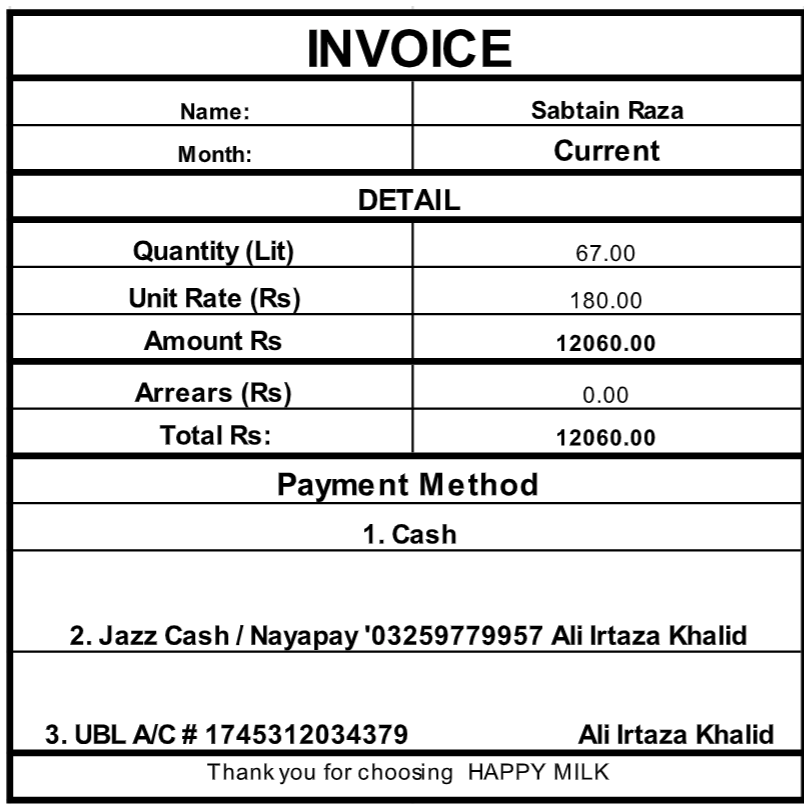 INVOICE
Name: Sabtain Raza
Month: Current
DETAIL
Quantity (Lit) 67.00
Unit Rate (Rs) 180.00
Amount Rs 12060.00
Arrears (Rs) 0.00
Total Rs: 12060.00
Payment Method
1. Cash
2. Jazz Cash / Nayapay '03259779957 Ali Irtaza Khalid
3. UBL A/C # 1745312034379 Ali Irtaza Khalid
Thank you for choosing HAPPY MILK